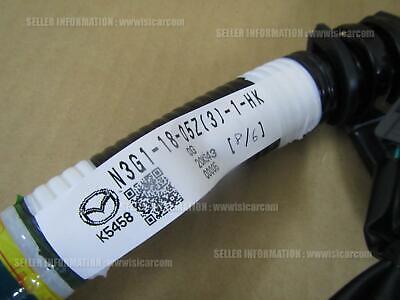 SELLER INFORMATION : wwwisicarcom
SELLER INFORMATION : wwwisicarcom
N3G1-18-05Z(3)-1-HK
[P/G]
K5458
SELLER INFORMATION : wwwisicarcom
SELLER INFORMATION : wwwisicarcom